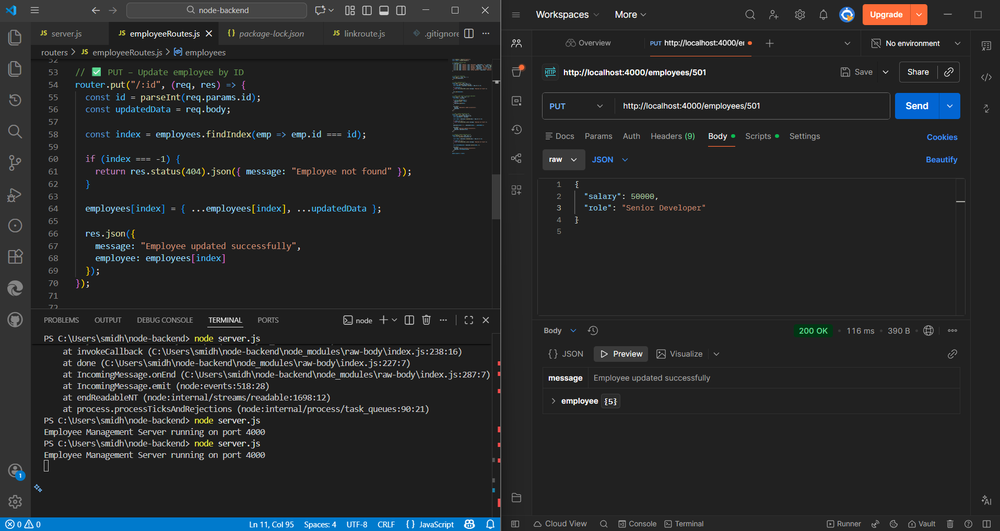 node-backend
JS server.js
JS employeeRoutes.js
{} package-lock.json
JS linkroute.js
.gitignore
routers > JS employeeRoutes.js > employees
52
53 // ✅ PUT – Update employee by ID
54 router.put("/:id", (req, res) => {
55 const id = parseInt(req.params.id);
56 const updatedData = req.body;
57
58 const index = employees.findIndex(emp => emp.id === id);
59
60 if (index === -1) {
61 return res.status(404).json({ message: "Employee not found" });
62 }
63
64 employees[index] = { ...employees[index], ...updatedData };
65
66 res.json({
67 message: "Employee updated successfully",
68 employee: employees[index]
69 });
70 });
71
72
PROBLEMS OUTPUT DEBUG CONSOLE TERMINAL PORTS
node
PS C:\Users\smidh\node-backend> node server.js
at invokeCallback (C:\Users\smidh\node-backend\node_modules\raw-body\index.js:238:16)
at done (C:\Users\smidh\node-backend\node_modules\raw-body\index.js:227:7)
at IncomingMessage.onEnd (C:\Users\smidh\node-backend\node_modules\raw-body\index.js:287:7)
at IncomingMessage.emit (node:events:518:28)
at endReadableNT (node:internal/streams/readable:1698:12)
at process.processTicksAndRejections (node:internal/process/task_queues:90:21)
PS C:\Users\smidh\node-backend> node server.js
Employee Management Server running on port 4000
PS C:\Users\smidh\node-backend> node server.js
Employee Management Server running on port 4000
1
0 0
Ln 11, Col 95 Spaces: 4 UTF-8 CRLF {} JavaScript
Workspaces More
Upgrade
Overview
PUT http://localhost:4000/er
No environment
HTTP http://localhost:4000/employees/501
Save
Share
PUT
http://localhost:4000/employees/501
Send
Docs Params Auth Headers (9) Body Scripts Settings
Cookies
raw JSON
Beautify
1 {
2 "salary": 50000,
3 "role": "Senior Developer"
4 }
5
Body
200 OK • 116 ms • 390 B
{} JSON Preview Visualize
message Employee updated successfully
> employee {5}
AI
Cloud View Console Terminal
Runner Vault